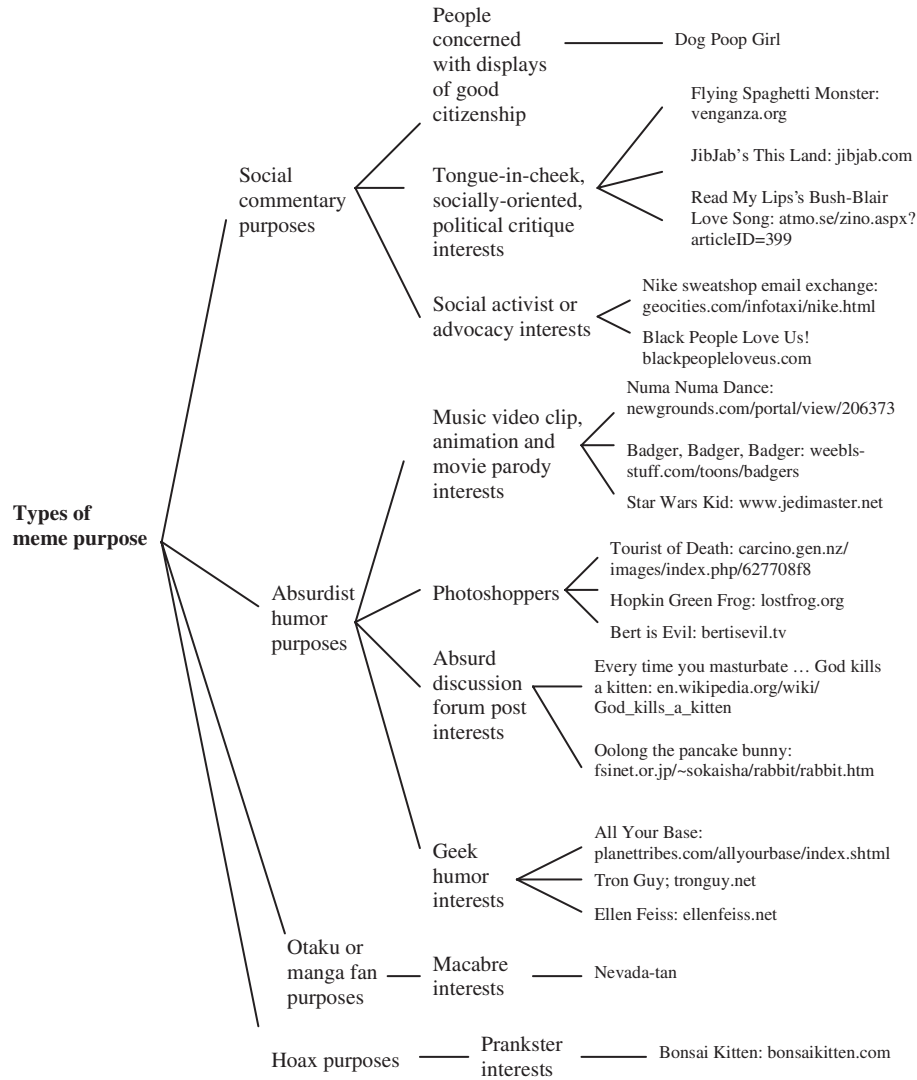 People
concerned
with displays
of good
citizenship
Dog Poop Girl
Flying Spaghetti Monster:
venganza.org
JibJab's This Land: jibjab.com
Social
commentary
purposes
Tongue-in-cheek,
socially-oriented,
political critique
interests
Read My Lips's Bush-Blair
Love Song: atmo.se/zino.aspx?
articleID=399
Social activist or
advocacy interests
Nike sweatshop email exchange:
geocities.com/infotaxi/nike.html
Black People Love Us!
blackpeopleloveus.com
Music video clip,
animation and
movie parody
interests
Numa Numa Dance:
newgrounds.com/portal/view/206373
Badger, Badger, Badger: weebls-
stuff.com/toons/badgers
Star Wars Kid: www.jedimaster.net
Types of
meme purpose
Absurdist
humor
purposes
Photoshoppers
Tourist of Death: carcino.gen.nz/
images/index.php/627708f8
Hopkin Green Frog: lostfrog.org
Bert is Evil: bertisevil.tv
Absurd
discussion
forum post
interests
Every time you masturbate … God kills
a kitten: en.wikipedia.org/wiki/
God_kills_a_kitten
Oolong the pancake bunny:
fsinet.or.jp/~sokaisha/rabbit/rabbit.htm
Geek
humor
interests
All Your Base:
planettribes.com/allyourbase/index.shtml
Tron Guy; tronguy.net
Ellen Feiss: ellenfeiss.net
Otaku or
manga fan
purposes
Macabre
interests
Nevada-tan
Hoax purposes
Prankster
interests
Bonsai Kitten: bonsaikitten.com